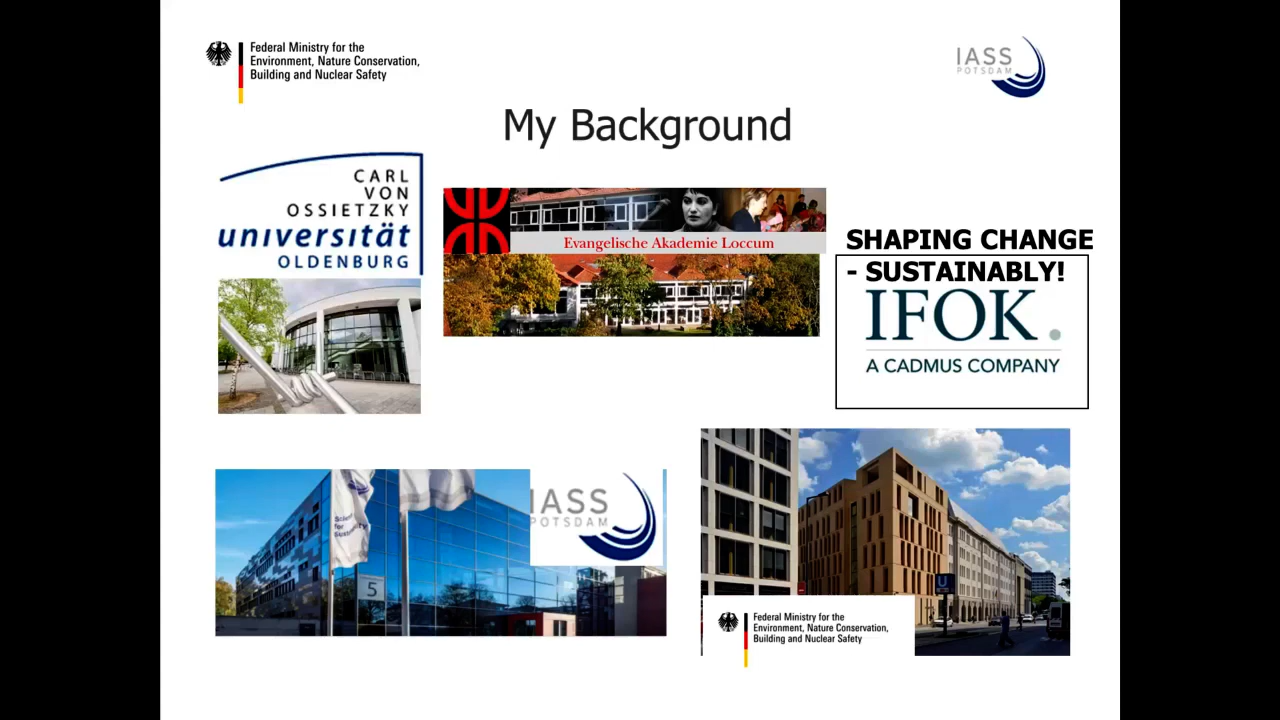 Federal Ministry for the
Environment, Nature Conservation,
Building and Nuclear Safety
IASS
POTSDAM
My Background
CARL
VON
OSSIETZKY
universität
OLDENBURG
Evangelische Akademie Loccum
SHAPING CHANGE
- SUSTAINABLY!
IFOK.
A CADMUS COMPANY
5
IASS
POTSDAM
U
Federal Ministry for the
Environment, Nature Conservation,
Building and Nuclear Safety